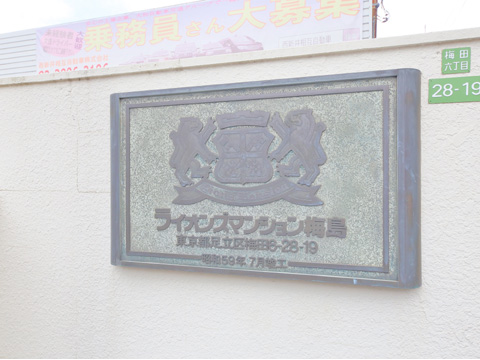 乗務員さん大募集
梅田
六丁目
28-19
ライオンズマンション梅島
東京都足立区梅田6-28-19
昭和59年7月竣工